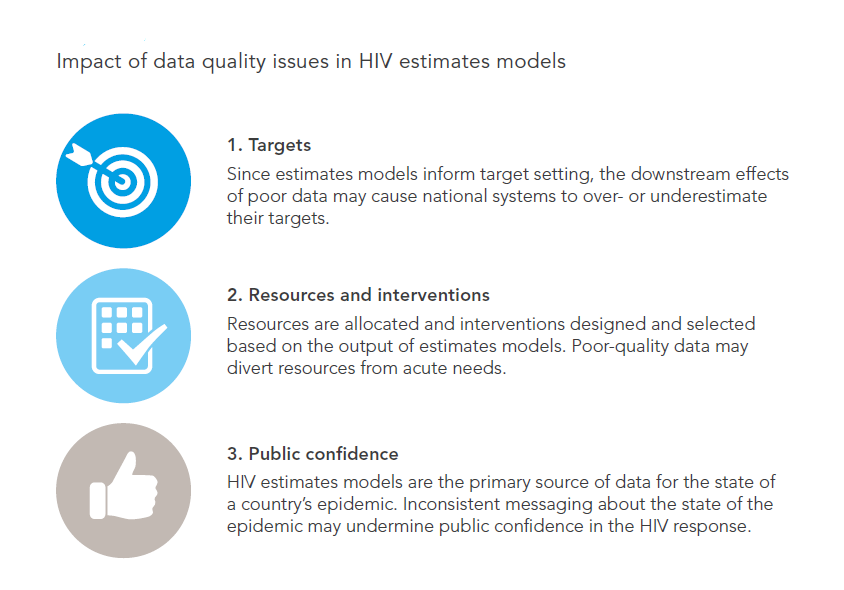 Impact of data quality issues in HIV estimates models
1. Targets
Since estimates models inform target setting, the downstream effects
of poor data may cause national systems to over- or underestimate
their targets.
2. Resources and interventions
Resources are allocated and interventions designed and selected
based on the output of estimates models. Poor-quality data may
divert resources from acute needs.
3. Public confidence
HIV estimates models are the primary source of data for the state of
a country’s epidemic. Inconsistent messaging about the state of the
epidemic may undermine public confidence in the HIV response.